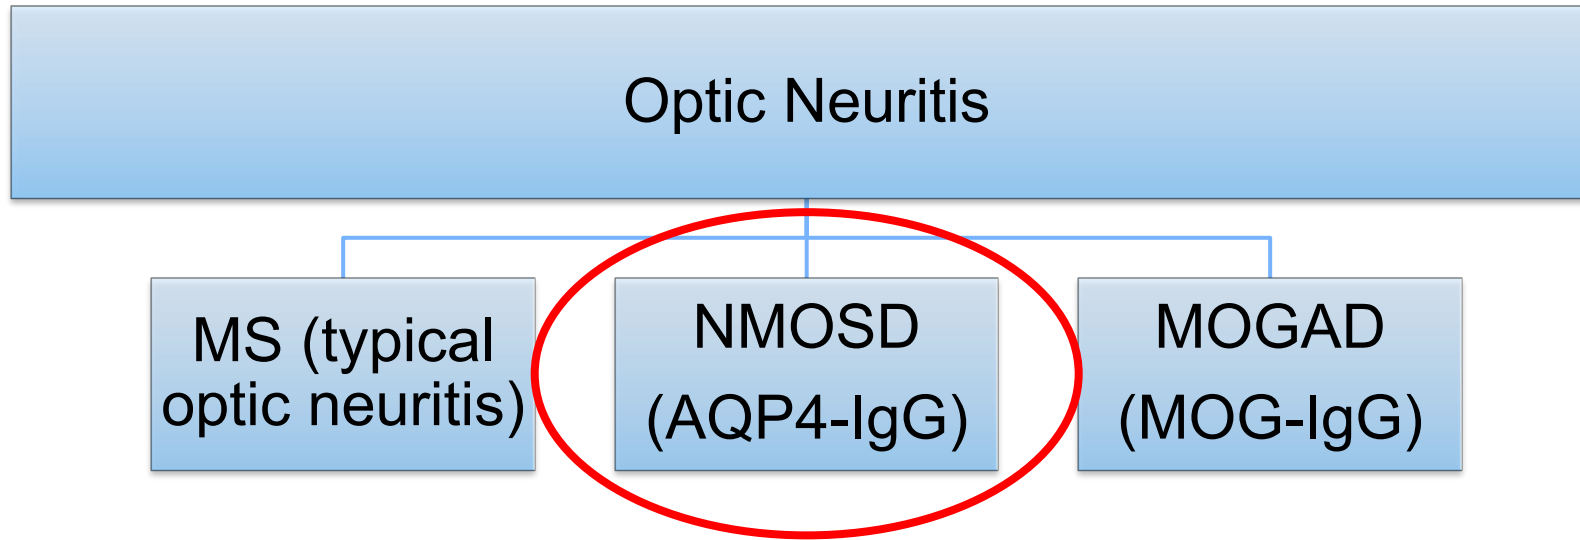 Optic Neuritis
MS (typical
optic neuritis)
NMOSD
(AQP4-IgG)
MOGAD
(MOG-IgG)